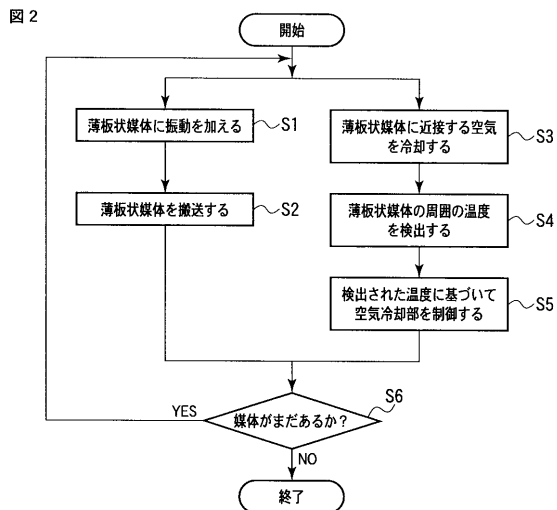 図2
開始
薄板状媒体に振動を加える
S1
薄板状媒体を搬送する
S2
薄板状媒体に近接する空気
を冷却する
S3
薄板状媒体の周囲の温度
を検出する
S4
検出された温度に基づいて
空気冷却部を制御する
S5
媒体がまだあるか？
S6
YES
NO
終了